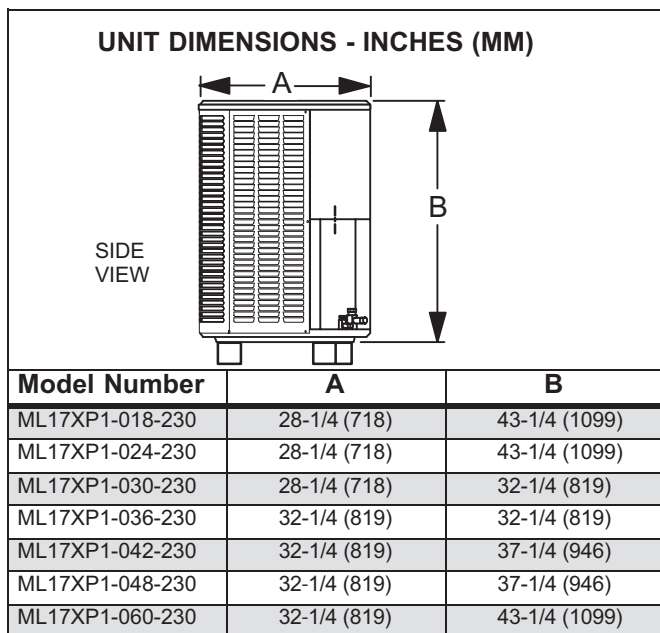 UNIT DIMENSIONS - INCHES (MM)
A
B
SIDE
VIEW
Model Number A B
ML17XP1-018-230 28-1/4 (718) 43-1/4 (1099)
ML17XP1-024-230 28-1/4 (718) 43-1/4 (1099)
ML17XP1-030-230 28-1/4 (718) 32-1/4 (819)
ML17XP1-036-230 32-1/4 (819) 32-1/4 (819)
ML17XP1-042-230 32-1/4 (819) 37-1/4 (946)
ML17XP1-048-230 32-1/4 (819) 37-1/4 (946)
ML17XP1-060-230 32-1/4 (819) 43-1/4 (1099)